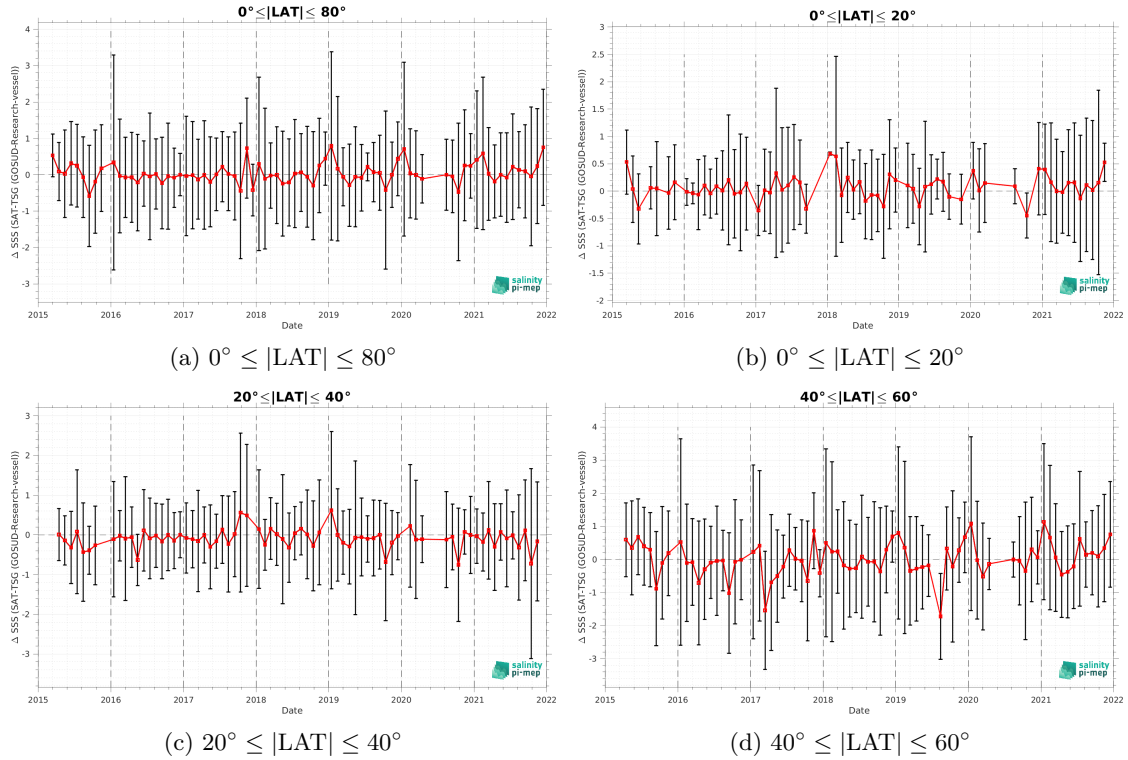 0°≤|LAT|≤ 80°
Δ SSS (SAT-TSG (GOSUD-Research-vessel))
4
3
2
1
0
-1
-2
-3
2015 2016 2017 2018 2019 2020 2021 2022
Date
salinity
pi-mep
(a) 0° ≤ |LAT| ≤ 80°
0°≤|LAT|≤ 20°
Δ SSS (SAT-TSG (GOSUD-Research-vessel))
3
2.5
2
1.5
1
0.5
0
-0.5
-1
-1.5
-2
2015 2016 2017 2018 2019 2020 2021 2022
Date
salinity
pi-mep
(b) 0° ≤ |LAT| ≤ 20°
20°≤|LAT|≤ 40°
Δ SSS (SAT-TSG (GOSUD-Research-vessel))
3
2
1
0
-1
-2
-3
2015 2016 2017 2018 2019 2020 2021 2022
Date
salinity
pi-mep
(c) 20° ≤ |LAT| ≤ 40°
40°≤|LAT|≤ 60°
Δ SSS (SAT-TSG (GOSUD-Research-vessel))
4
3
2
1
0
-1
-2
-3
2015 2016 2017 2018 2019 2020 2021 2022
Date
salinity
pi-mep
(d) 40° ≤ |LAT| ≤ 60°